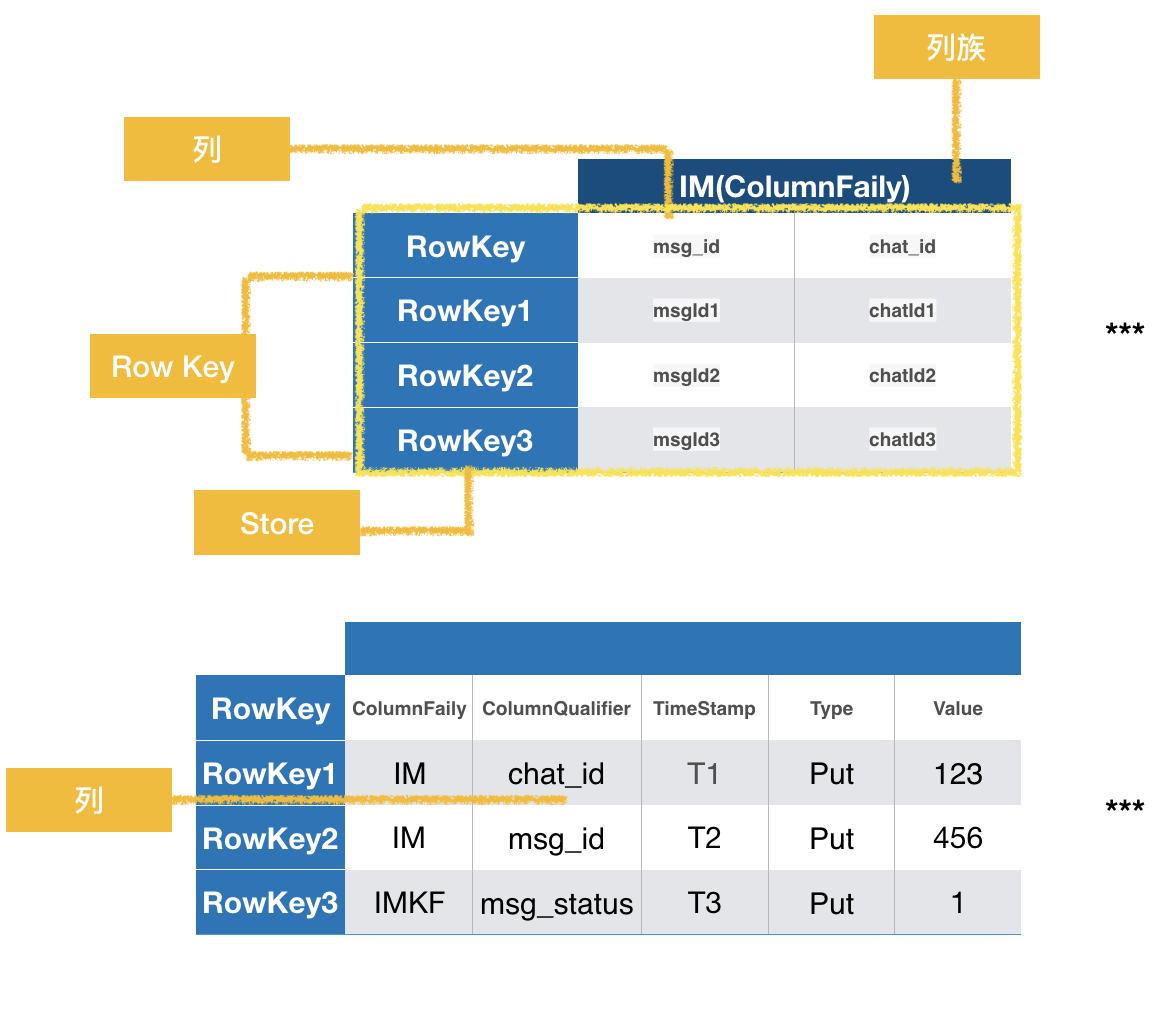 列族
列
IM(ColumnFaily)
RowKey msg_id chat_id
RowKey1 msgId1 chatId1
***
Row Key
RowKey2 msgId2 chatId2
RowKey3 msgId3 chatId3
Store
RowKey ColumnFaily ColumnQualifier TimeStamp Type Value
RowKey1 IM chat_id T1 Put 123
列
***
RowKey2 IM msg_id T2 Put 456
RowKey3 IMKF msg_status T3 Put 1